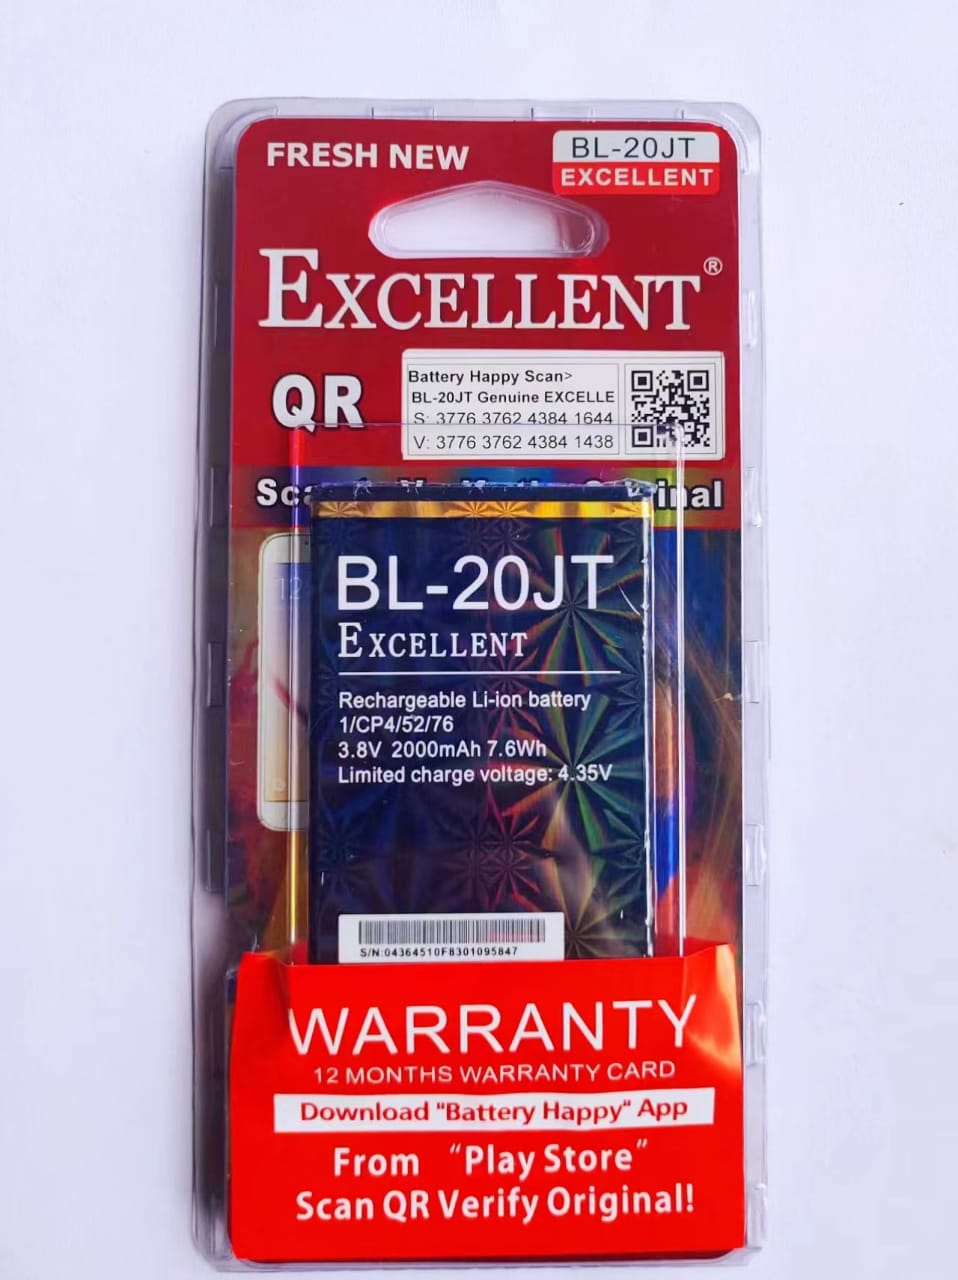 FRESH NEW
BL-20JT
EXCELLENT
EXCELLENT®
QR
Battery Happy Scan>
BL-20JT Genuine EXCELLE
S: 3776 3762 4384 1644
V: 3776 3762 4384 1438
BL-20JT
EXCELLENT
Rechargeable Li-ion battery
1/CP4/52/76
3.8V 2000mAh 7.6Wh
Limited charge voltage: 4.35V
S/N:04364510F8301095847
WARRANTY
12 MONTHS WARRANTY CARD
Download "Battery Happy" App
From "Play Store"
Scan QR Verify Original!